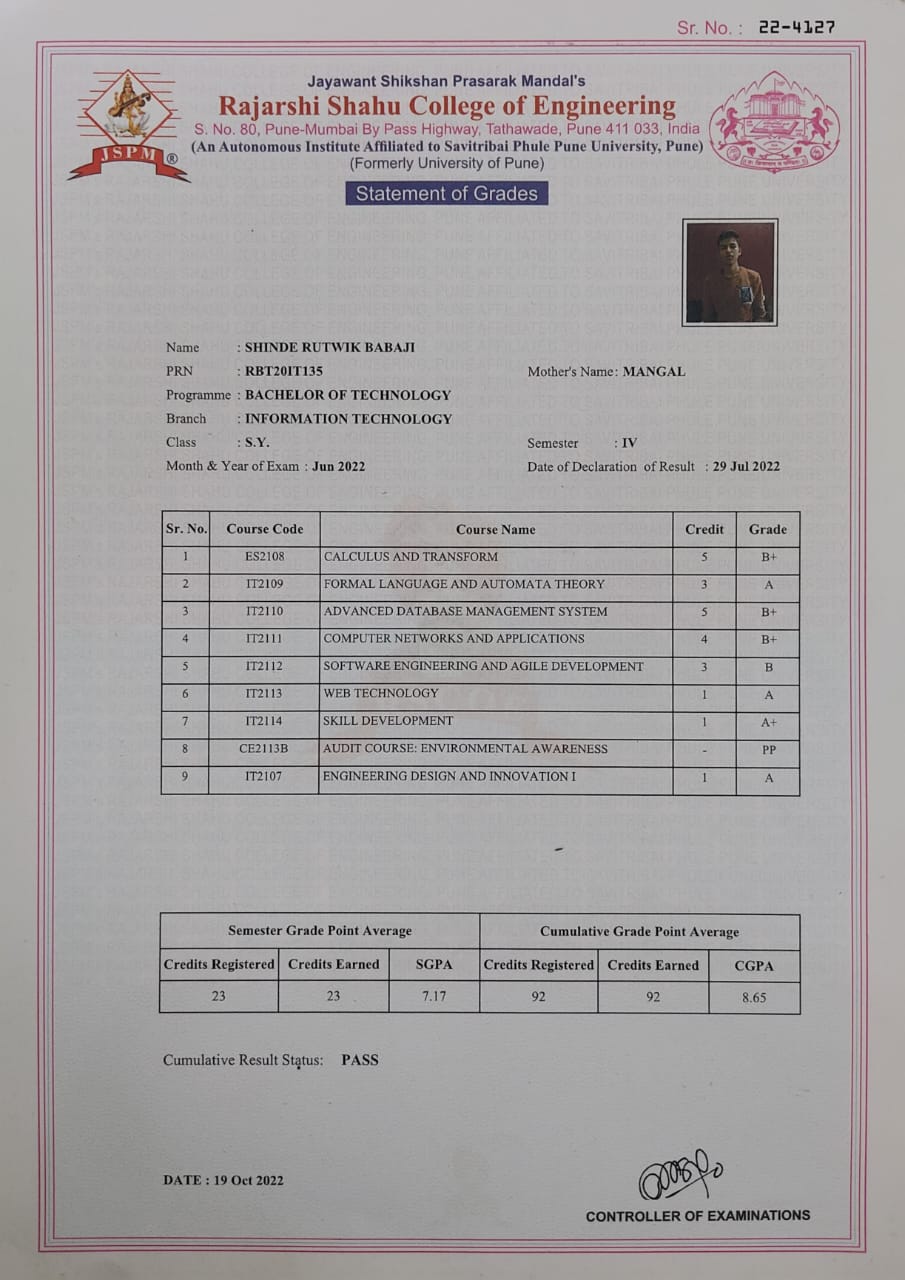 Sr. No. : 22-4127
Jayawant Shikshan Prasarak Mandal's
Rajarshi Shahu College of Engineering
S. No. 80, Pune-Mumbai By Pass Highway, Tathawade, Pune 411 033, India
(An Autonomous Institute Affiliated to Savitribai Phule Pune University, Pune)
(Formerly University of Pune)
JSPM ®
Statement of Grades
Name : SHINDE RUTWIK BABAJI
PRN : RBT20IT135 Mother's Name: MANGAL
Programme : BACHELOR OF TECHNOLOGY
Branch : INFORMATION TECHNOLOGY
Class : S.Y. Semester : IV
Month & Year of Exam : Jun 2022 Date of Declaration of Result : 29 Jul 2022
Sr. No. Course Code Course Name Credit Grade
1 ES2108 CALCULUS AND TRANSFORM 5 B+
2 IT2109 FORMAL LANGUAGE AND AUTOMATA THEORY 3 A
3 IT2110 ADVANCED DATABASE MANAGEMENT SYSTEM 5 B+
4 IT2111 COMPUTER NETWORKS AND APPLICATIONS 4 B+
5 IT2112 SOFTWARE ENGINEERING AND AGILE DEVELOPMENT 3 B
6 IT2113 WEB TECHNOLOGY 1 A
7 IT2114 SKILL DEVELOPMENT 1 A+
8 CE2113B AUDIT COURSE: ENVIRONMENTAL AWARENESS - PP
9 IT2107 ENGINEERING DESIGN AND INNOVATION I 1 A
Semester Grade Point Average Cumulative Grade Point Average
Credits Registered Credits Earned SGPA Credits Registered Credits Earned CGPA
23 23 7.17 92 92 8.65
Cumulative Result Status: PASS
DATE : 19 Oct 2022
CONTROLLER OF EXAMINATIONS